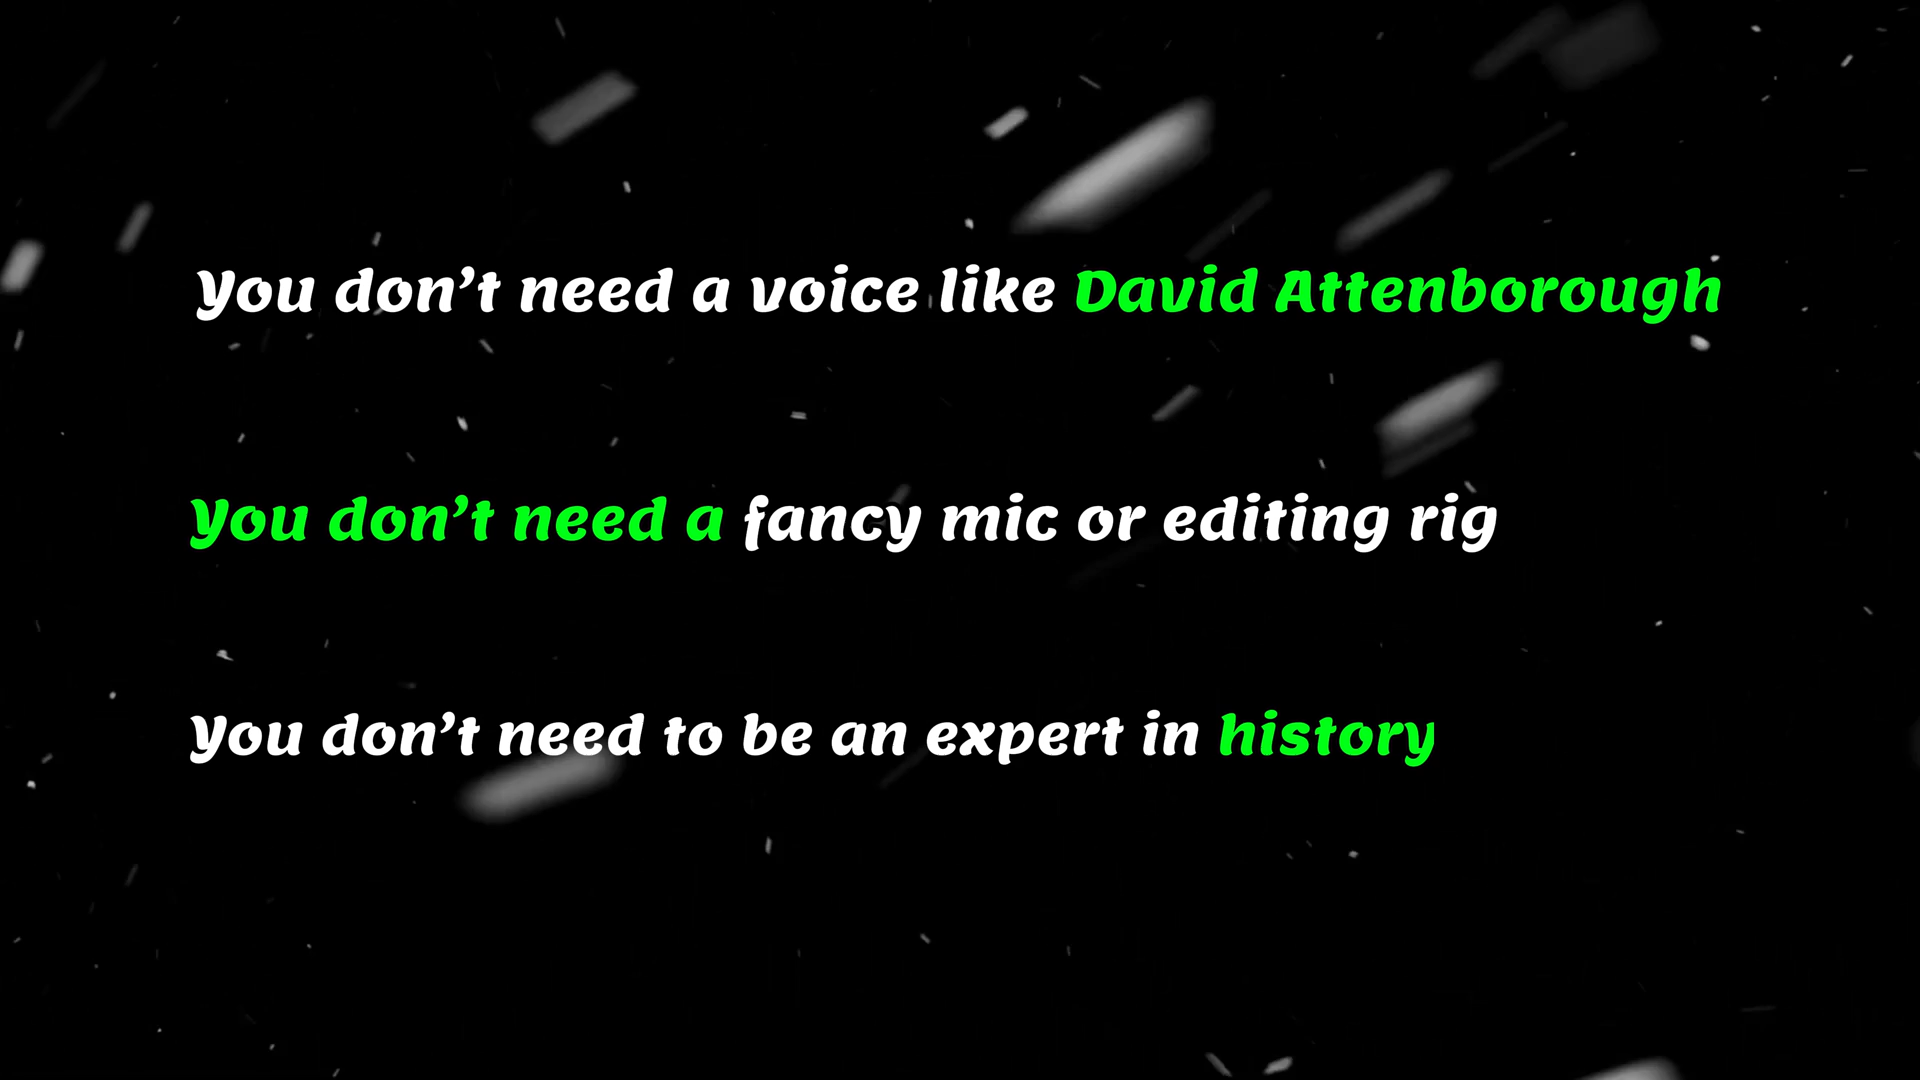 You don’t need a voice like David Attenborough
You don’t need a fancy mic or editing rig
You don’t need to be an expert in history